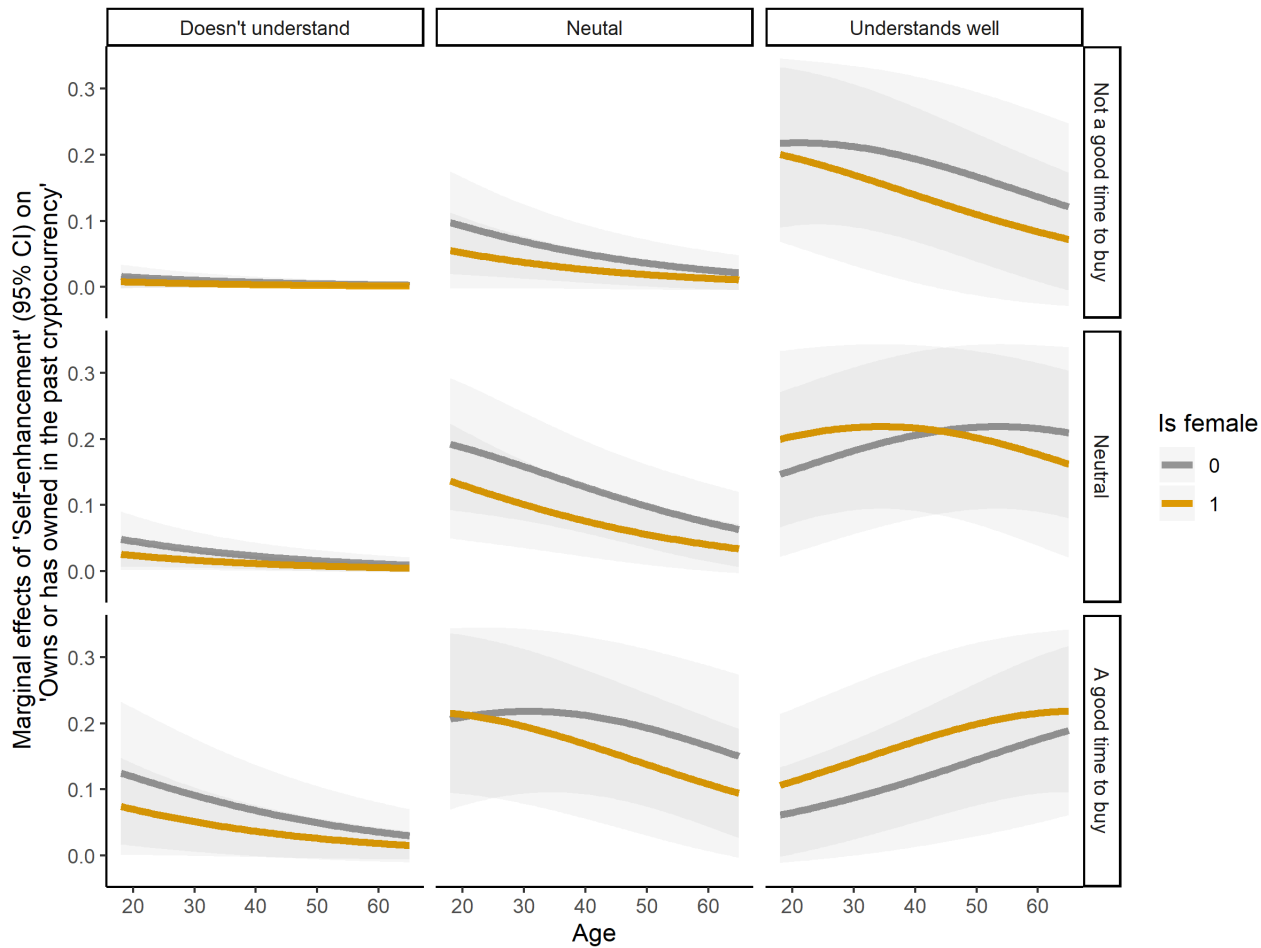 Doesn't understand
Neutal
Understands well
Marginal effects of 'Self-enhancement' (95% CI) on
'Owns or has owned in the past cryptocurrency'
0.3
0.2
0.1
0.0
Not a good time to buy
0.3
0.2
0.1
0.0
Neutral
0.3
0.2
0.1
0.0
A good time to buy
Is female
0
1
20 30 40 50 60 20 30 40 50 60 20 30 40 50 60
Age